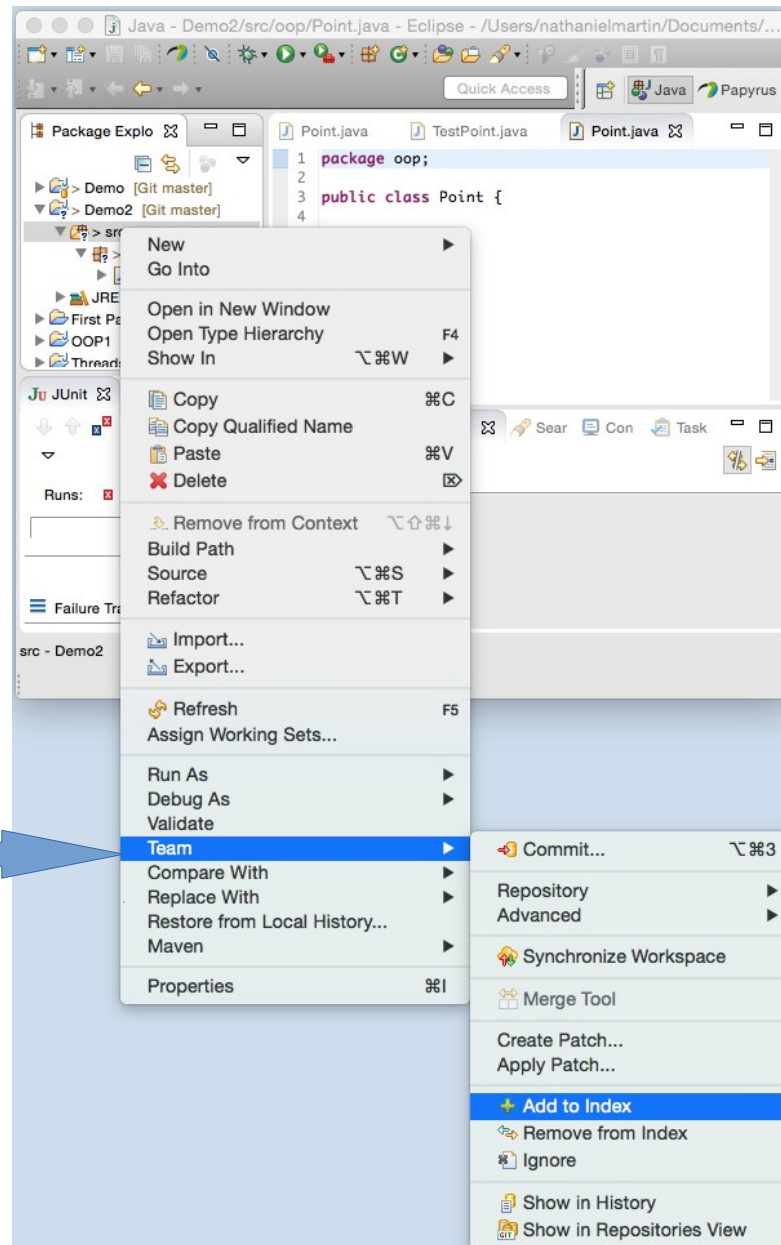 Java - Demo2/src/oop/Point.java - Eclipse - /Users/nathanielmartin/Documents/...
Quick Access
Java
Papyrus
Package Explo
Point.java
TestPoint.java
Point.java
> Demo [Git master]
> Demo2 [Git master]
> src
>
JRE
First Pa
OOP1
Threads
1 package oop;
2
3 public class Point {
4
JUnit
Runs:
Failure Tra
src - Demo2
Sear
Con
Task
New
Go Into
Open in New Window
Open Type Hierarchy F4
Show In ⌥⌘W
Copy ⌘C
Copy Qualified Name
Paste ⌘V
Delete ⌦
Remove from Context ⌥⇧⌘↓
Build Path
Source ⌥⌘S
Refactor ⌥⌘T
Import...
Export...
Refresh F5
Assign Working Sets...
Run As
Debug As
Validate
Team
Compare With
Replace With
Restore from Local History...
Maven
Properties ⌘I
Commit... ⌥⌘3
Repository
Advanced
Synchronize Workspace
Merge Tool
Create Patch...
Apply Patch...
Add to Index
Remove from Index
Ignore
Show in History
Show in Repositories View